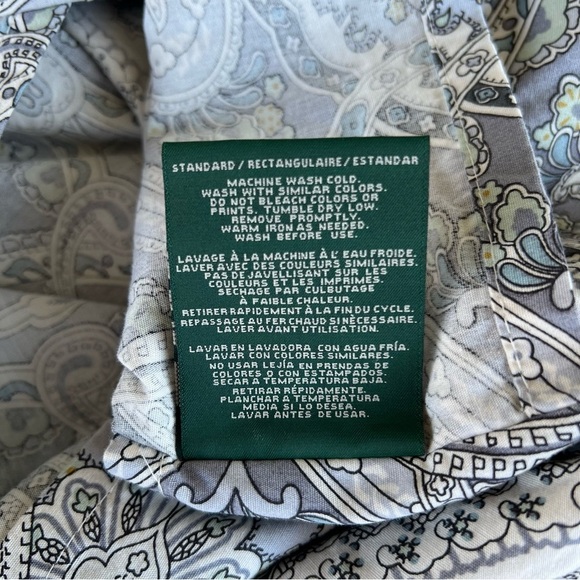 STANDARD/RECTANGULAIRE/ESTANDAR
MACHINE WASH COLD.
WASH WITH SIMILAR COLORS.
DO NOT BLEACH COLORS OR
PRINTS. TUMBLE DRY LOW.
REMOVE PROMPTLY.
WARM IRON AS NEEDED.
WASH BEFORE USE.
LAVAGE À LA MACHINE À L'EAU FROIDE.
LAVER AVEC DES COULEURS SIMILAIRES.
PAS DE JAVELISANT SUR LES
COULEURS ET LES IMPRIMES.
SECHAGE PAR CULBUTAGE
À FAIBLE CHALEUR.
RETIRER RAPIDEMENT À LA FIN DU CYCLE.
REPASSAGE AU FER CHAUD SI NÉCESSAIRE.
LAVER AVANT UTILISATION.
LAVAR EN LAVADORA CON AGUA FRÍA.
LAVAR CON COLORES SIMILARES.
NO USAR LEJÍA EN PRENDAS DE
COLORES O CON ESTAMPADOS.
SECAR A TEMPERATURA BAJA.
RETIRAR RÁPIDAMENTE.
PLANCHAR A TEMPERATURA
MEDIA SI LO DESEA.
LAVAR ANTES DE USAR.